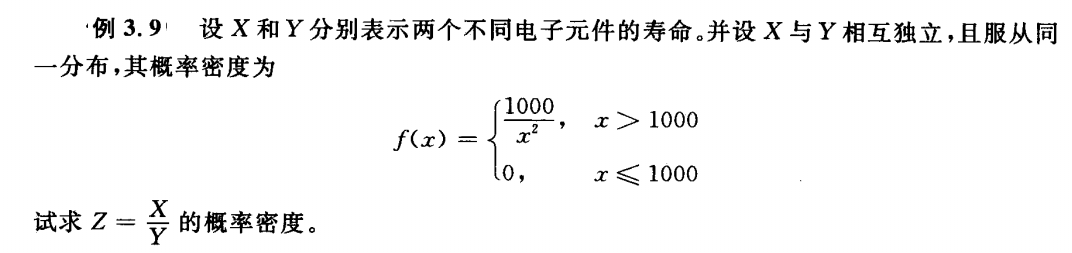 例 3.9 设 X 和 Y 分别表示两个不同电子元件的寿命。并设 X 与 Y 相互独立,且服从同
一分布,其概率密度为
f(x) = { 1000/x², x > 1000
0, x ⩽ 1000
试求 Z = X/Y 的概率密度。